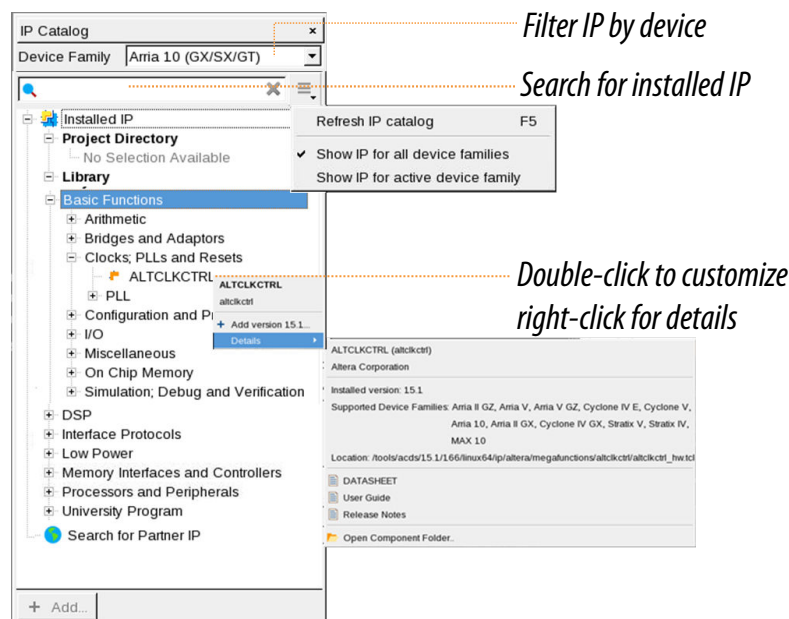 IP Catalog ×
Device Family Arria 10 (GX/SX/GT)
Filter IP by device
Search for installed IP
Refresh IP catalog F5
Show IP for all device families
Show IP for active device family
Installed IP
Project Directory
No Selection Available
Library
Basic Functions
Arithmetic
Bridges and Adaptors
Clocks; PLLs and Resets
ALTCLKCTRL
PLL
Configuration and P
I/O
Miscellaneous
On Chip Memory
Simulation; Debug and Verification
DSP
Interface Protocols
Low Power
Memory Interfaces and Controllers
Processors and Peripherals
University Program
Search for Partner IP
+ Add...
ALTCLKCTRL
altclkctrl
+ Add version 15.1...
Details
Double-click to customize
right-click for details
ALTCLKCTRL (altclkctrl)
Altera Corporation
Installed version: 15.1
Supported Device Families: Arria II GZ, Arria V, Arria V GZ, Cyclone IV E, Cyclone V,
Arria 10, Arria II GX, Cyclone IV GX, Stratix V, Stratix IV,
MAX 10
Location: /tools/acds/15.1/166/linux64/ip/altera/megafunctions/altclkctrl/altclkctrl_hw.tcl
DATASHEET
User Guide
Release Notes
Open Component Folder..